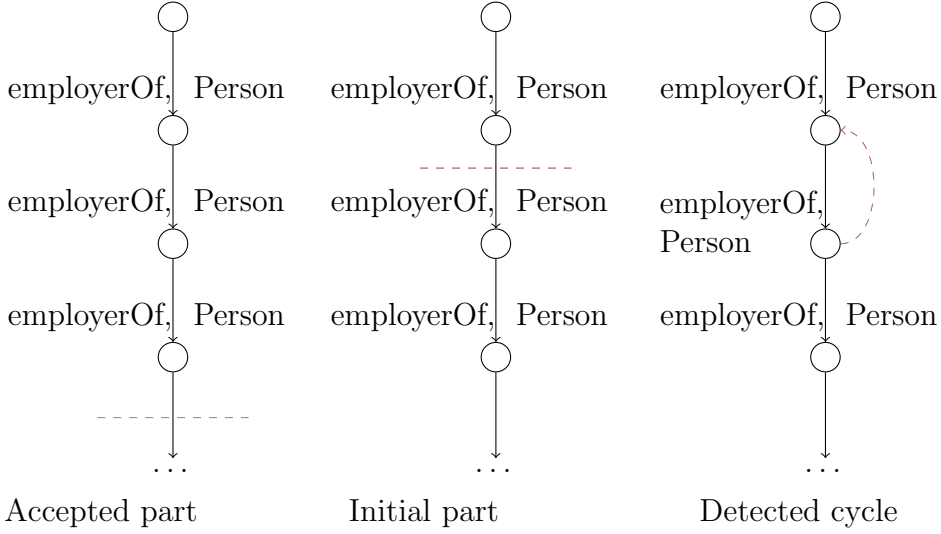 employerOf, Person
employerOf, Person
employerOf, Person
...
Accepted part
employerOf, Person
employerOf, Person
employerOf, Person
...
Initial part
employerOf, Person
employerOf,
Person
employerOf, Person
...
Detected cycle